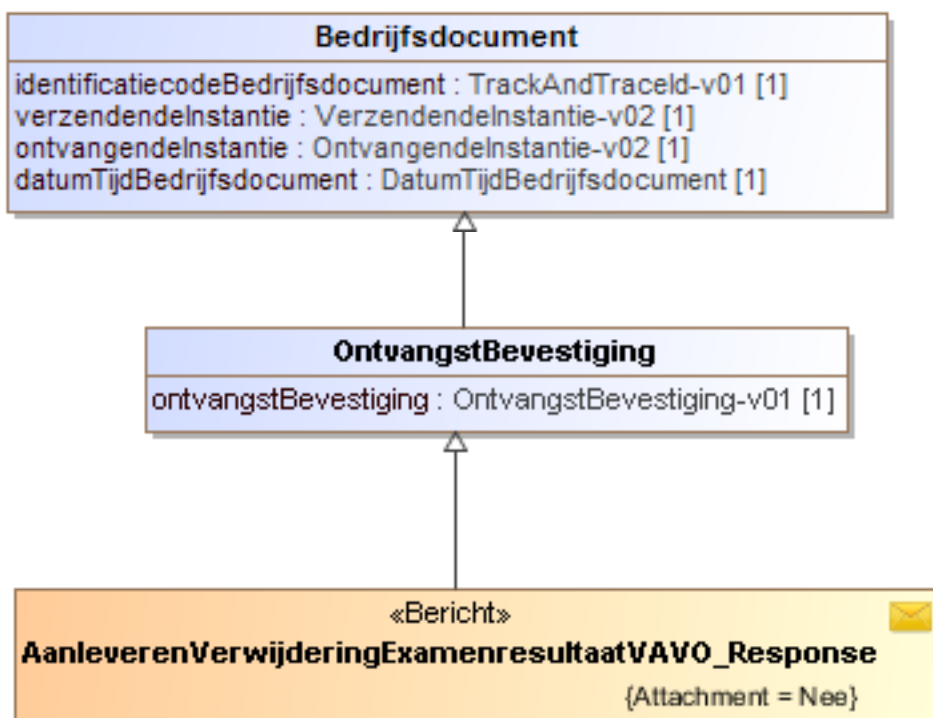 Bedrijfsdocument
identificatiecodeBedrijfsdocument : TrackAndTraceId-v01 [1]
verzendendeInstantie : VerzendendeInstantie-v02 [1]
ontvangendeInstantie : OntvangendeInstantie-v02 [1]
datumTijdBedrijfsdocument : DatumTijdBedrijfsdocument [1]
OntvangstBevestiging
ontvangstBevestiging : OntvangstBevestiging-v01 [1]
«Bericht»
AanleverenVerwijderingExamenresultaatVAVO_Response
{Attachment = Nee}